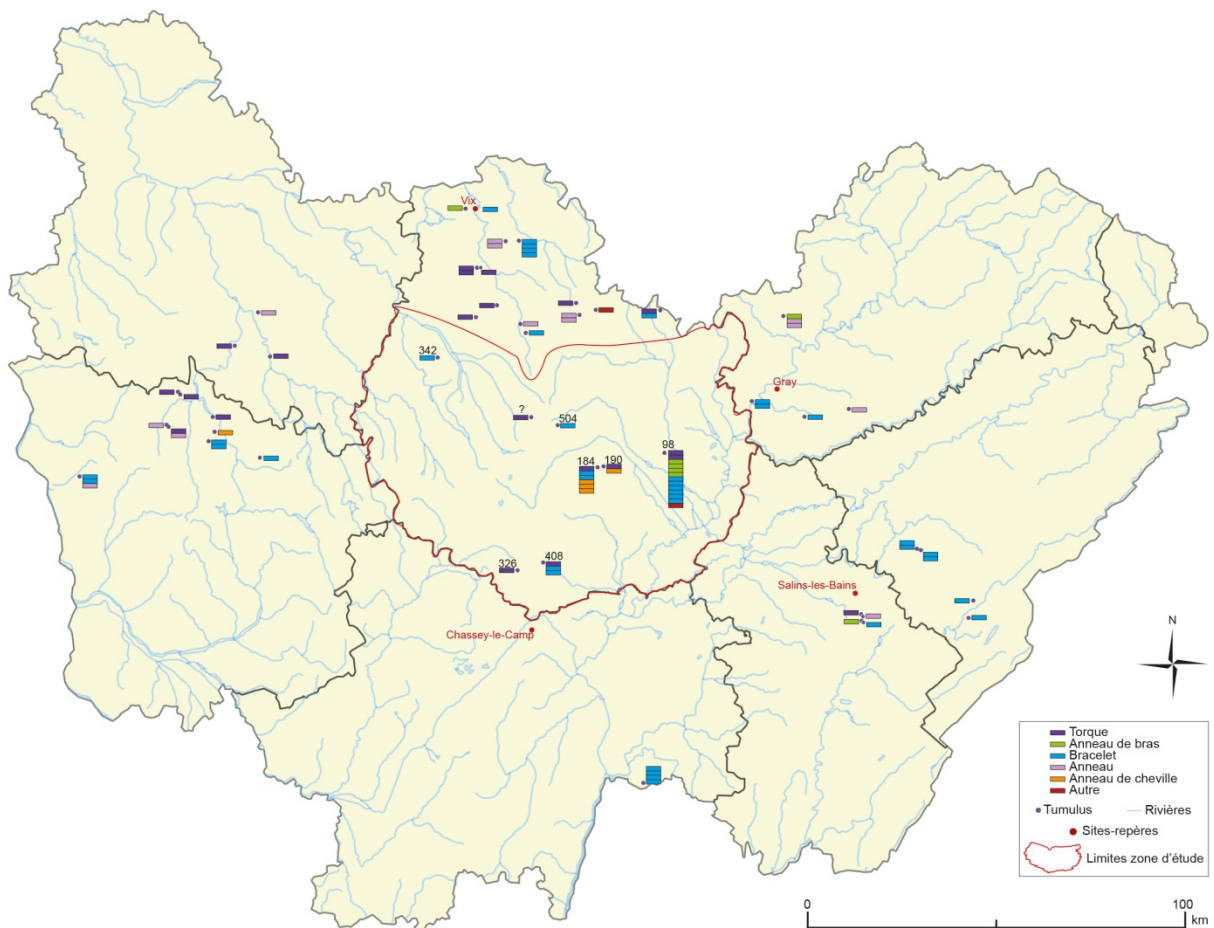 Vix
342
Gray
?
504
98
184
190
408
326
Salins-les-Bains
Chassey-le-Camp
N
Torque
Anneau de bras
Bracelet
Anneau
Anneau de cheville
Autre
Tumulus
Rivières
Sites-repères
Limites zone d'étude
0
100
km